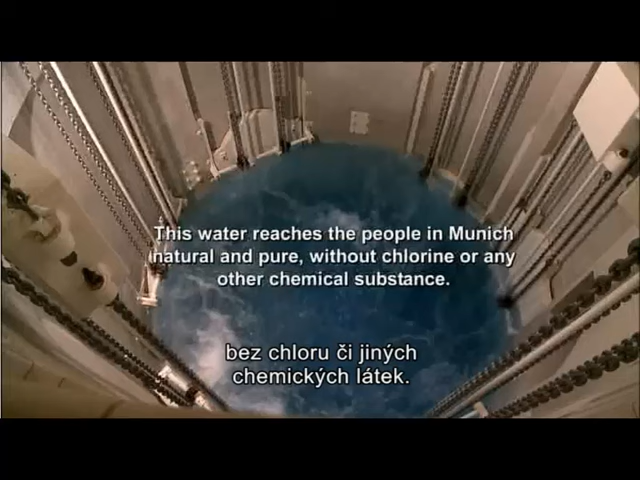 This water reaches the people in Munich
natural and pure, without chlorine or any
other chemical substance.
bez chloru či jiných
chemických látek.